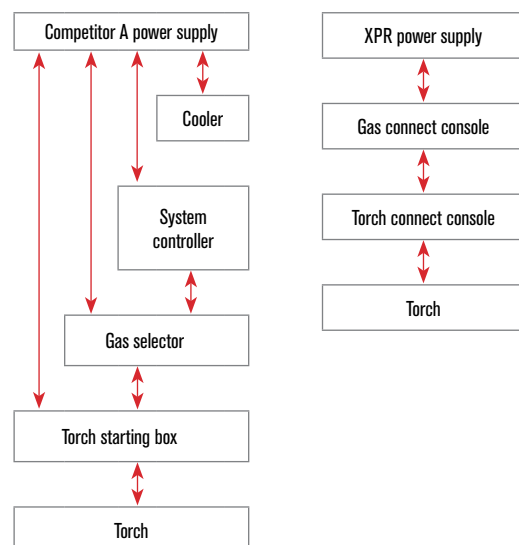 Competitor A power supply
Cooler
System
controller
Gas selector
Torch starting box
Torch
XPR power supply
Gas connect console
Torch connect console
Torch